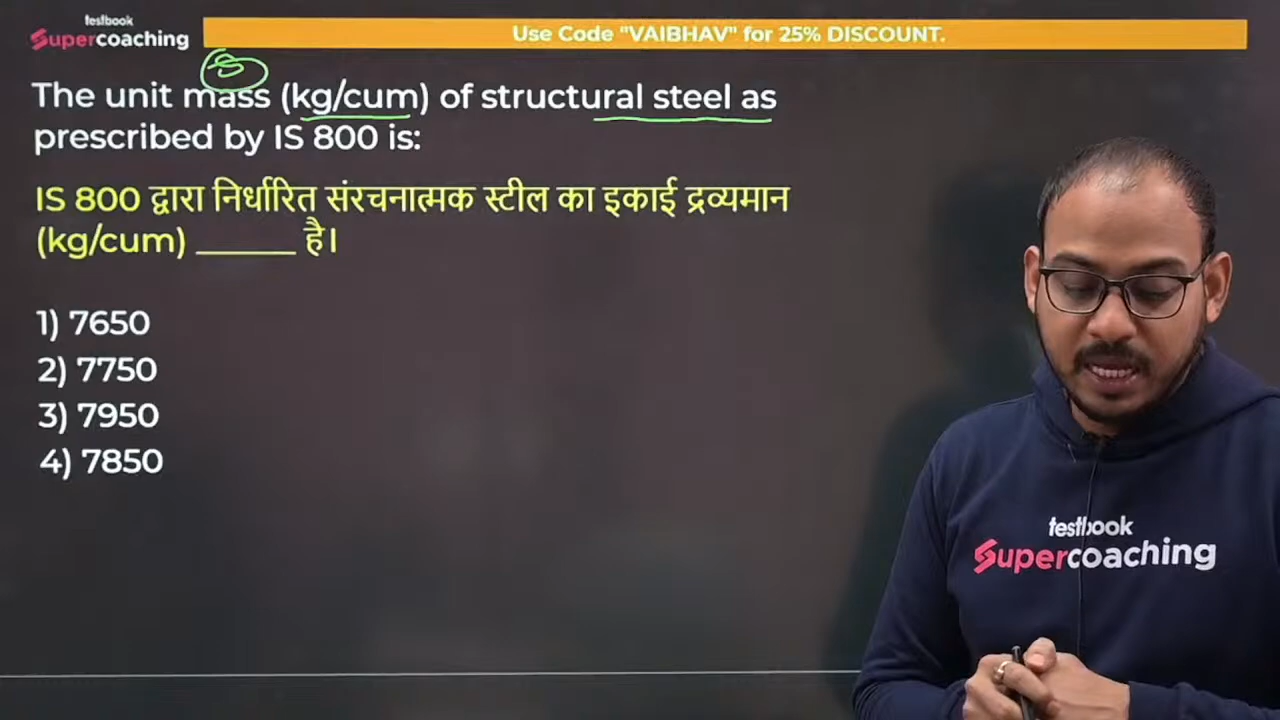 testbook
Supercoaching
Use Code "VAIBHAV" for 25% DISCOUNT.
The unit mass (kg/cum) of structural steel as
prescribed by IS 800 is:
IS 800 द्वारा निर्धारित संरचनात्मक स्टील का इकाई द्रव्यमान
(kg/cum) ______ है।
1) 7650
2) 7750
3) 7950
4) 7850
testbook
Supercoaching